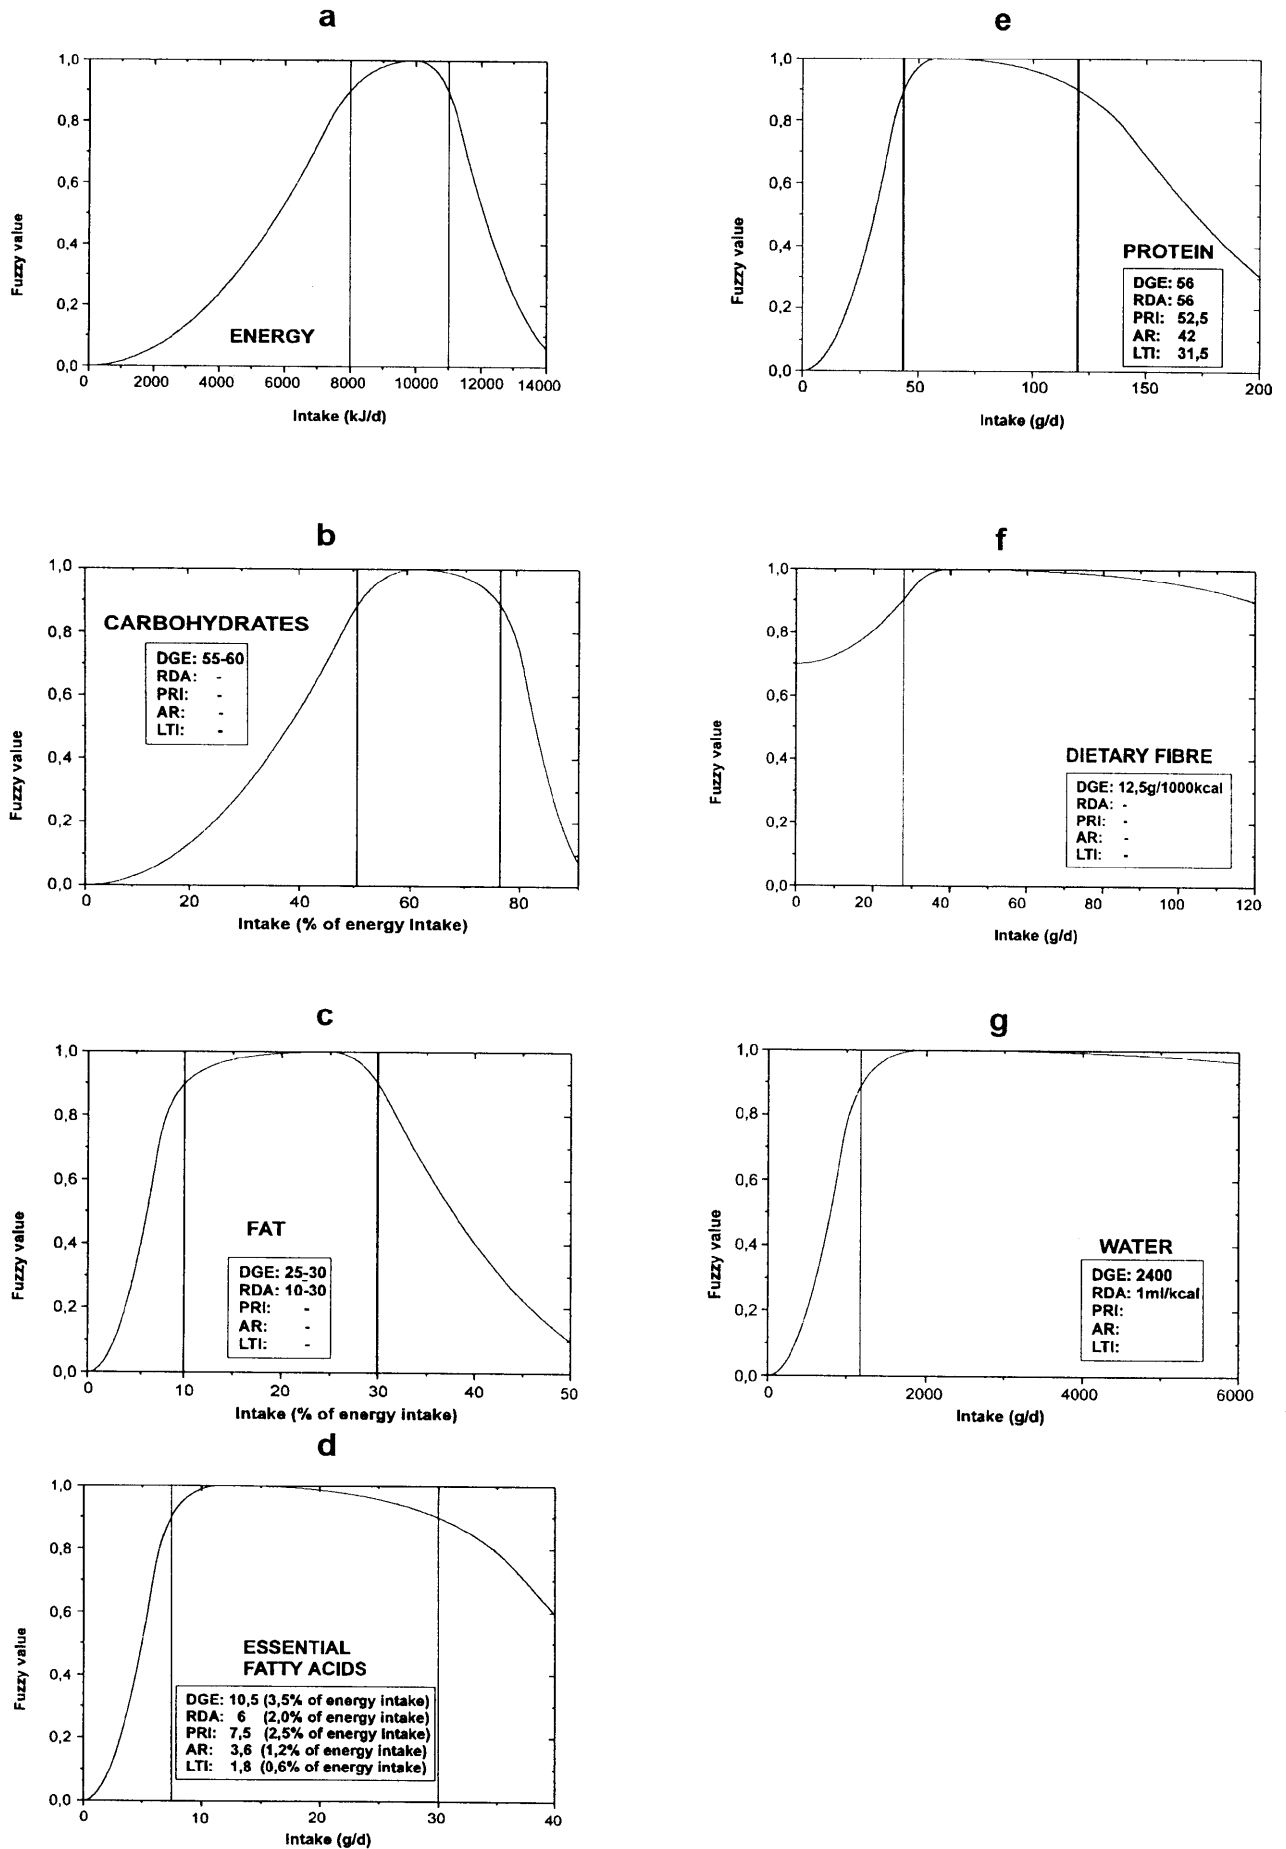 a
1,0
0,8
0,6
0,4
0,2
0,0
Fuzzy value
ENERGY
0 2000 4000 6000 8000 10000 12000 14000
Intake (kJ/d)
b
1,0
0,8
0,6
0,4
0,2
0,0
Fuzzy value
CARBOHYDRATES
DGE: 55-60
RDA: -
PRI: -
AR: -
LTI: -
0 20 40 60 80
Intake (% of energy Intake)
c
1,0
0,8
0,6
0,4
0,2
0,0
Fuzzy value
FAT
DGE: 25-30
RDA: 10-30
PRI: -
AR: -
LTI: -
0 10 20 30 40 50
Intake (% of energy intake)
d
1,0
0,8
0,6
0,4
0,2
0,0
Fuzzy value
ESSENTIAL
FATTY ACIDS
DGE: 10,5 (3,5% of energy intake)
RDA: 6 (2,0% of energy intake)
PRI: 7,5 (2,5% of energy intake)
AR: 3,6 (1,2% of energy intake)
LTI: 1,8 (0,6% of energy intake)
0 10 20 30 40
Intake (g/d)
e
1,0
0,8
0,6
0,4
0,2
0,0
Fuzzy value
PROTEIN
DGE: 56
RDA: 56
PRI: 52,5
AR: 42
LTI: 31,5
0 50 100 150 200
Intake (g/d)
f
1,0
0,8
0,6
0,4
0,2
0,0
Fuzzy value
DIETARY FIBRE
DGE: 12,5g/1000kcal
RDA: -
PRI: -
AR: -
LTI: -
0 20 40 60 80 100 120
Intake (g/d)
g
1,0
0,8
0,6
0,4
0,2
0,0
Fuzzy value
WATER
DGE: 2400
RDA: 1ml/kcal
PRI:
AR:
LTI:
0 2000 4000 6000
Intake (g/d)